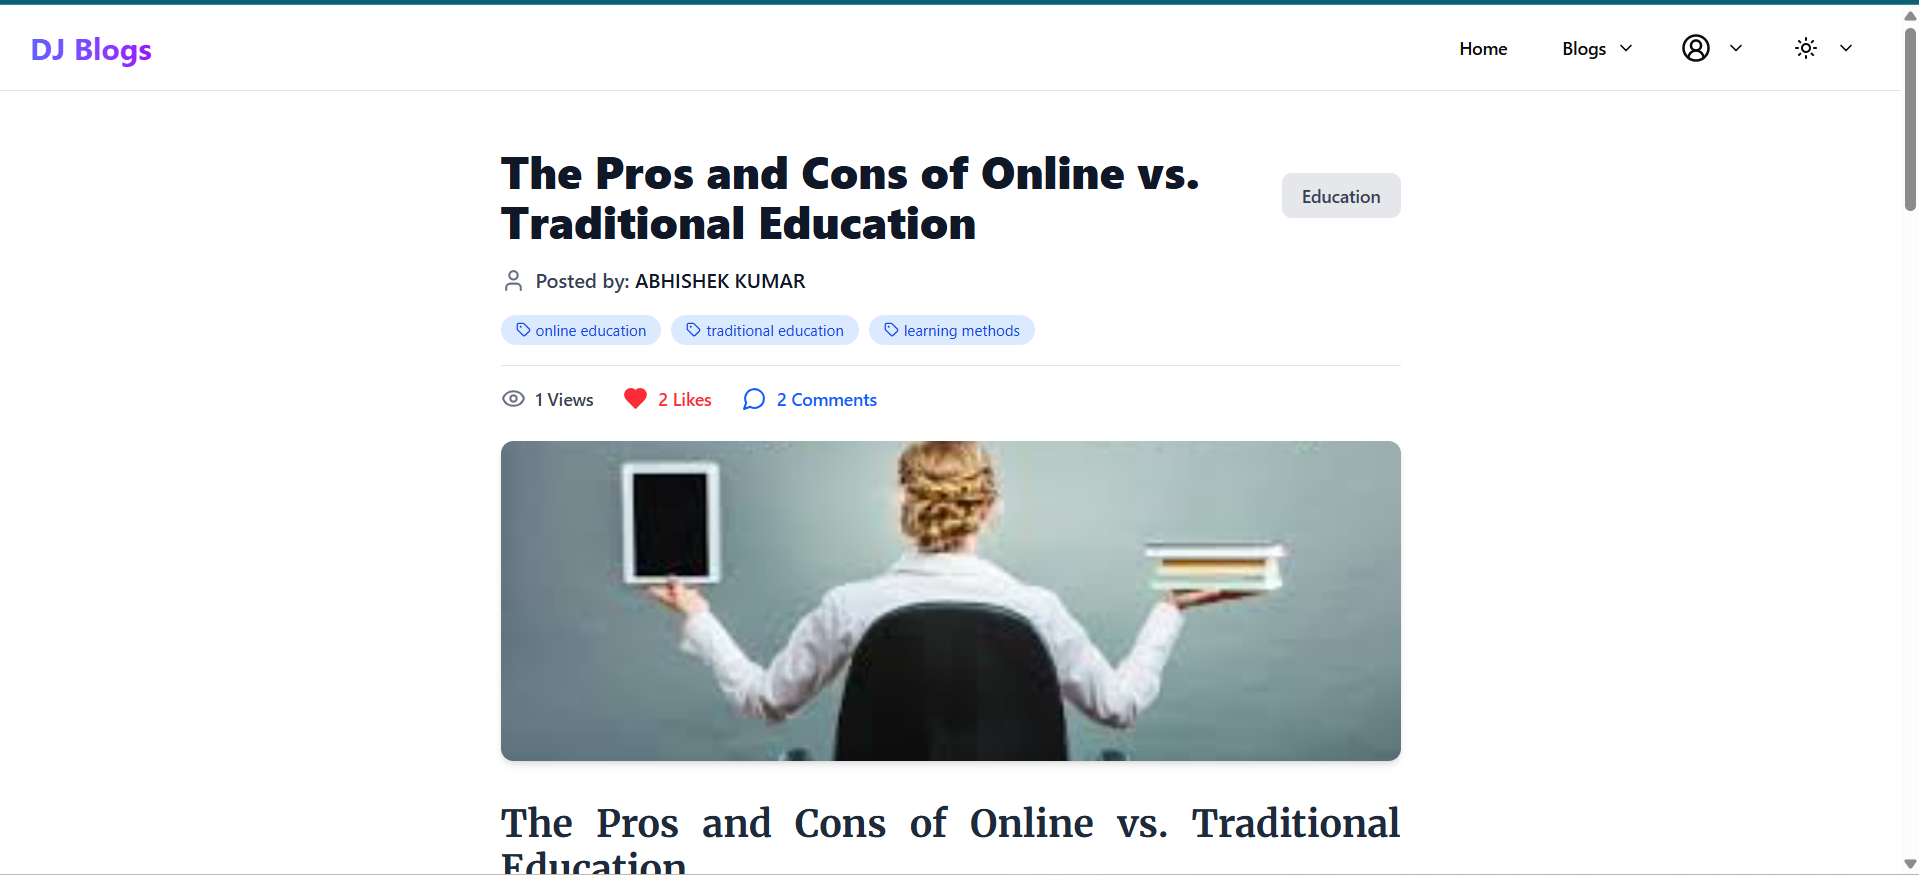 DJ Blogs
Home
Blogs
The Pros and Cons of Online vs.
Traditional Education
Education
Posted by: ABHISHEK KUMAR
online education
traditional education
learning methods
1 Views
2 Likes
2 Comments
The Pros and Cons of Online vs. Traditional
Education